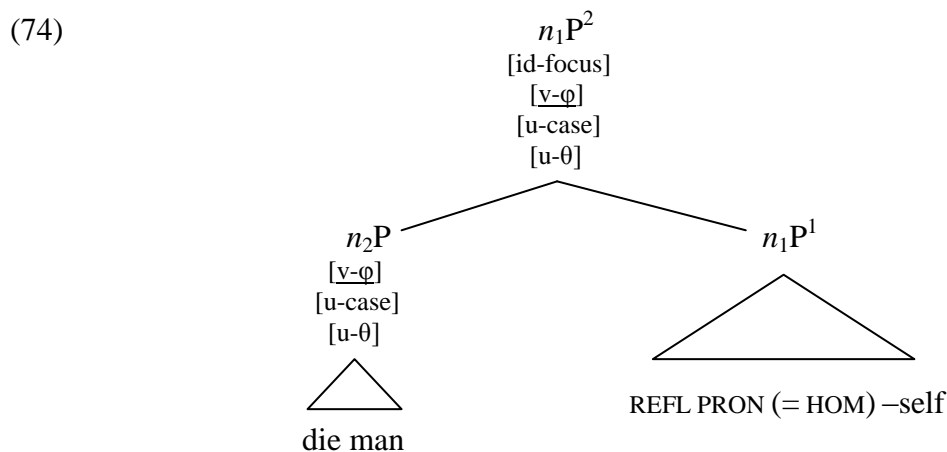 (74)
n₁P²
[id-focus]
[v-φ]
[u-case]
[u-θ]
n₂P n₁P¹
[v-φ]
[u-case]
[u-θ]
REFL PRON (= HOM) –self
die man